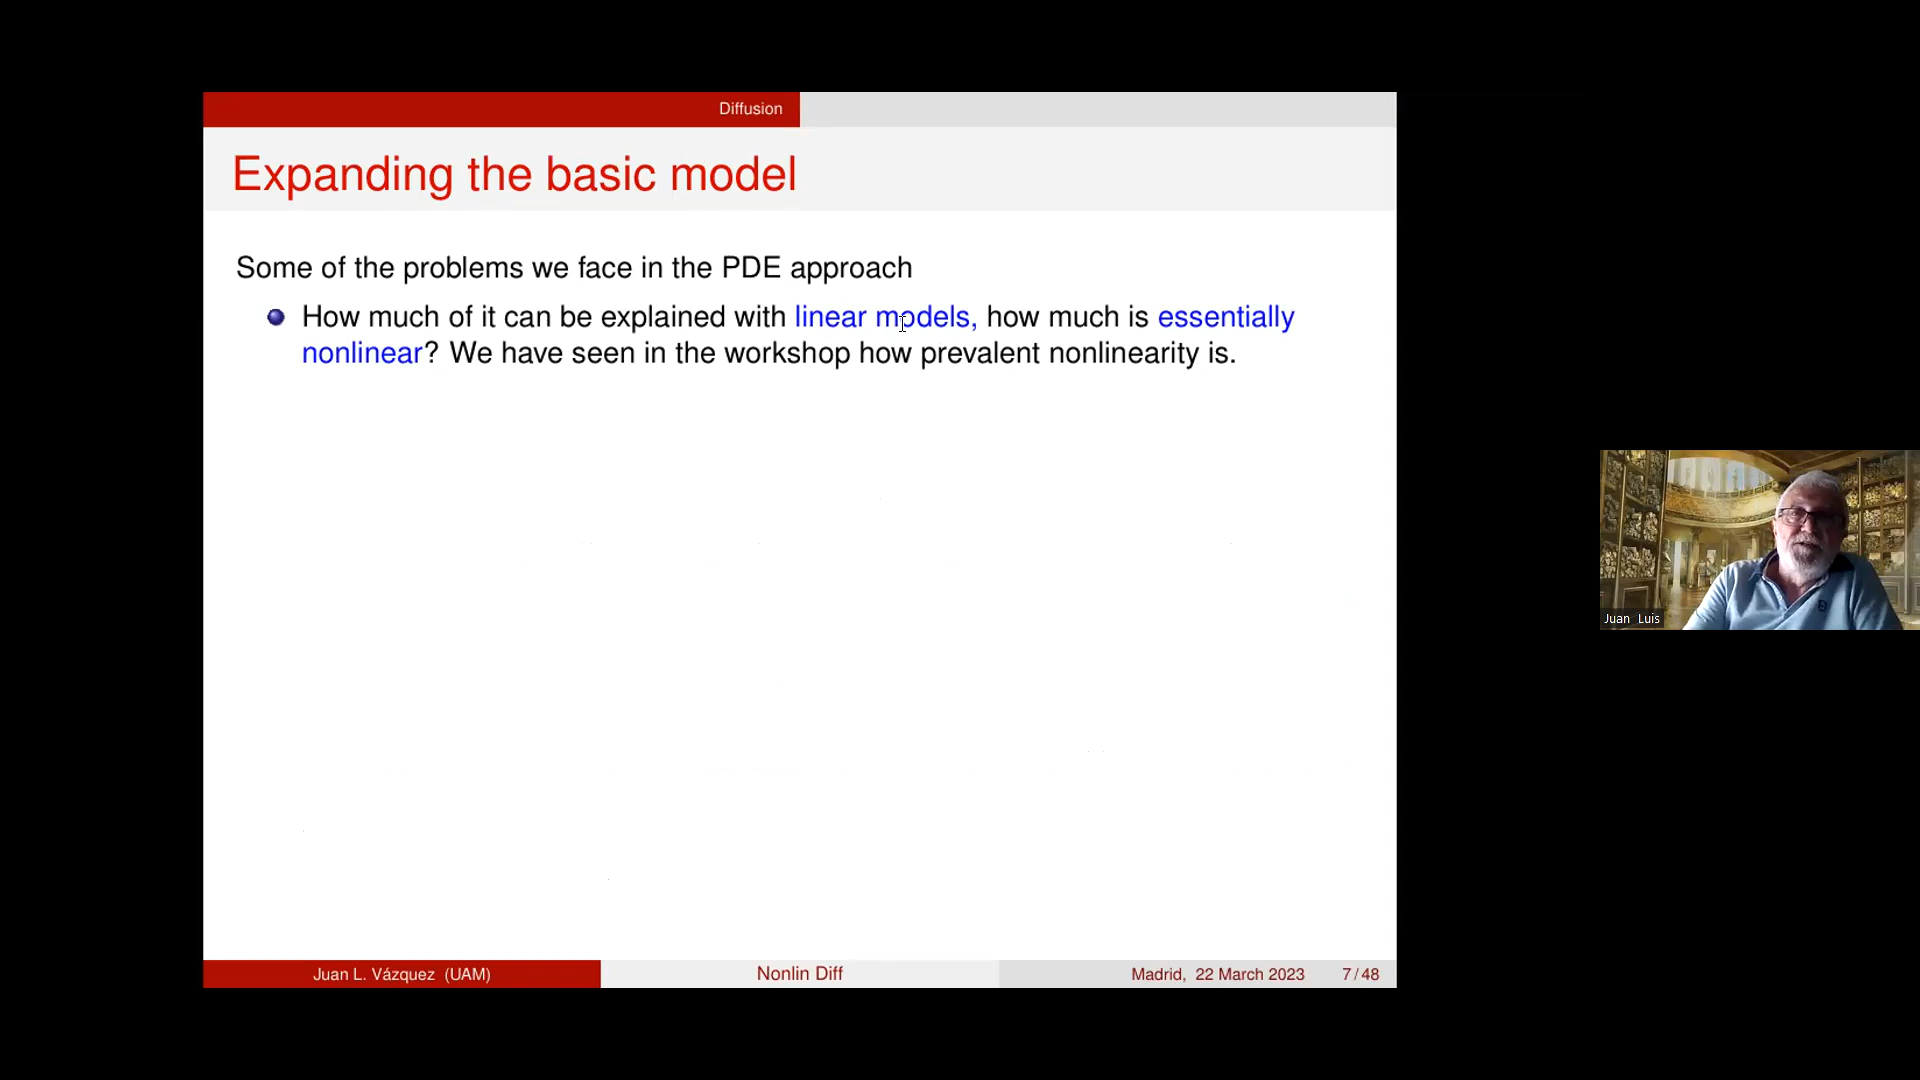 Diffusion
Expanding the basic model
Some of the problems we face in the PDE approach
How much of it can be explained with linear models, how much is essentially
nonlinear? We have seen in the workshop how prevalent nonlinearity is.
Juan Luis
Juan L. Vázquez (UAM)
Nonlin Diff
Madrid, 22 March 2023
7 / 48